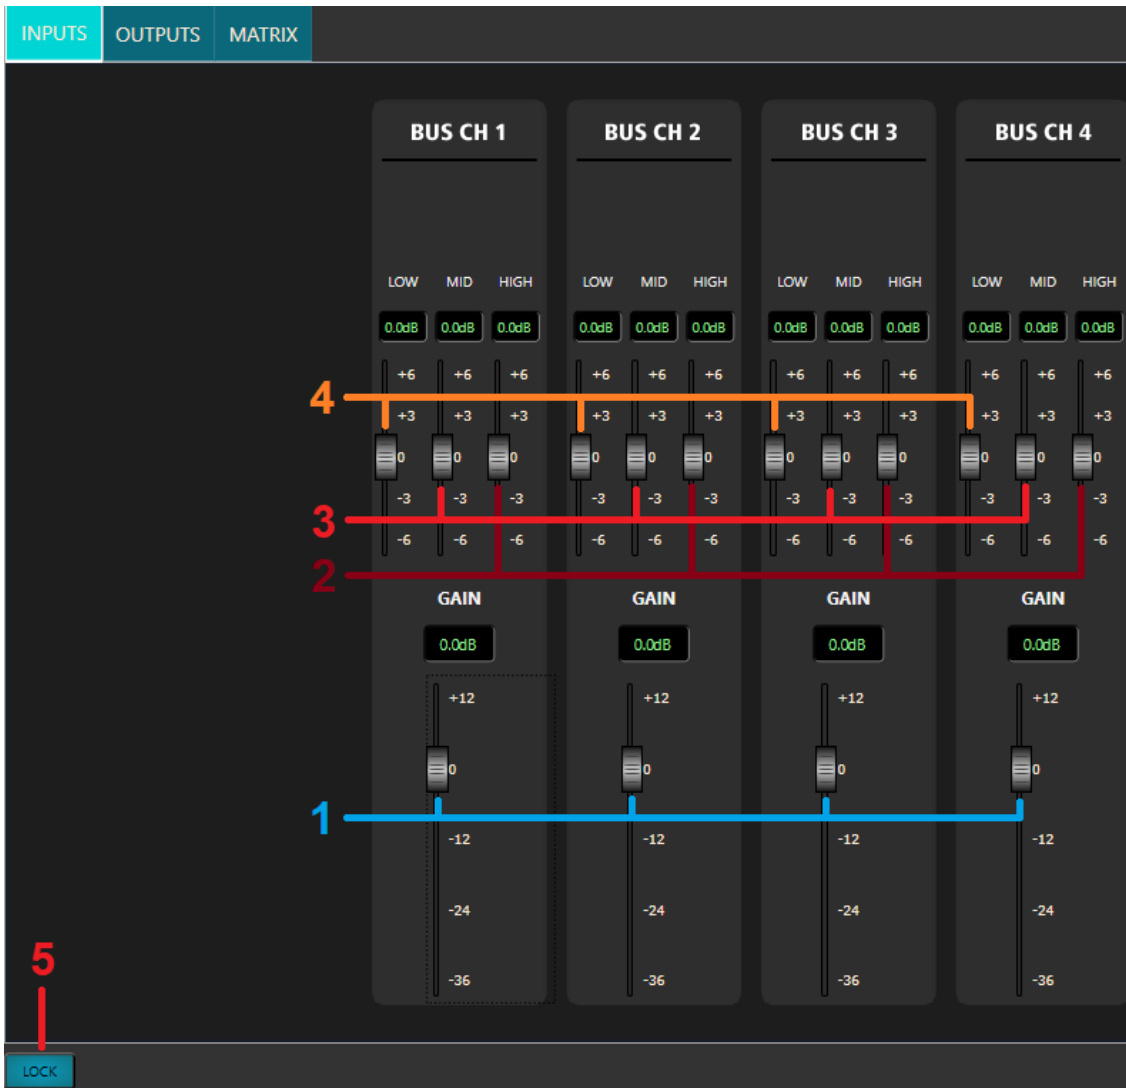 INPUTS OUTPUTS MATRIX
BUS CH 1 BUS CH 2 BUS CH 3 BUS CH 4
LOW MID HIGH LOW MID HIGH LOW MID HIGH LOW MID HIGH
0.0dB 0.0dB 0.0dB 0.0dB 0.0dB 0.0dB 0.0dB 0.0dB 0.0dB 0.0dB 0.0dB 0.0dB
+6 +6 +6 +6 +6 +6 +6 +6 +6 +6 +6 +6
4
+3 +3 +3 +3 +3 +3 +3 +3 +3 +3 +3 +3
0 0 0 0 0 0 0 0 0 0 0 0
-3 -3 -3 -3 -3 -3 -3 -3 -3 -3 -3 -3
3
-6 -6 -6 -6 -6 -6 -6 -6 -6 -6 -6 -6
2
GAIN GAIN GAIN GAIN
0.0dB 0.0dB 0.0dB 0.0dB
+12 +12 +12 +12
0 0 0 0
1
-12 -12 -12 -12
-24 -24 -24 -24
5
-36 -36 -36 -36
LOCK